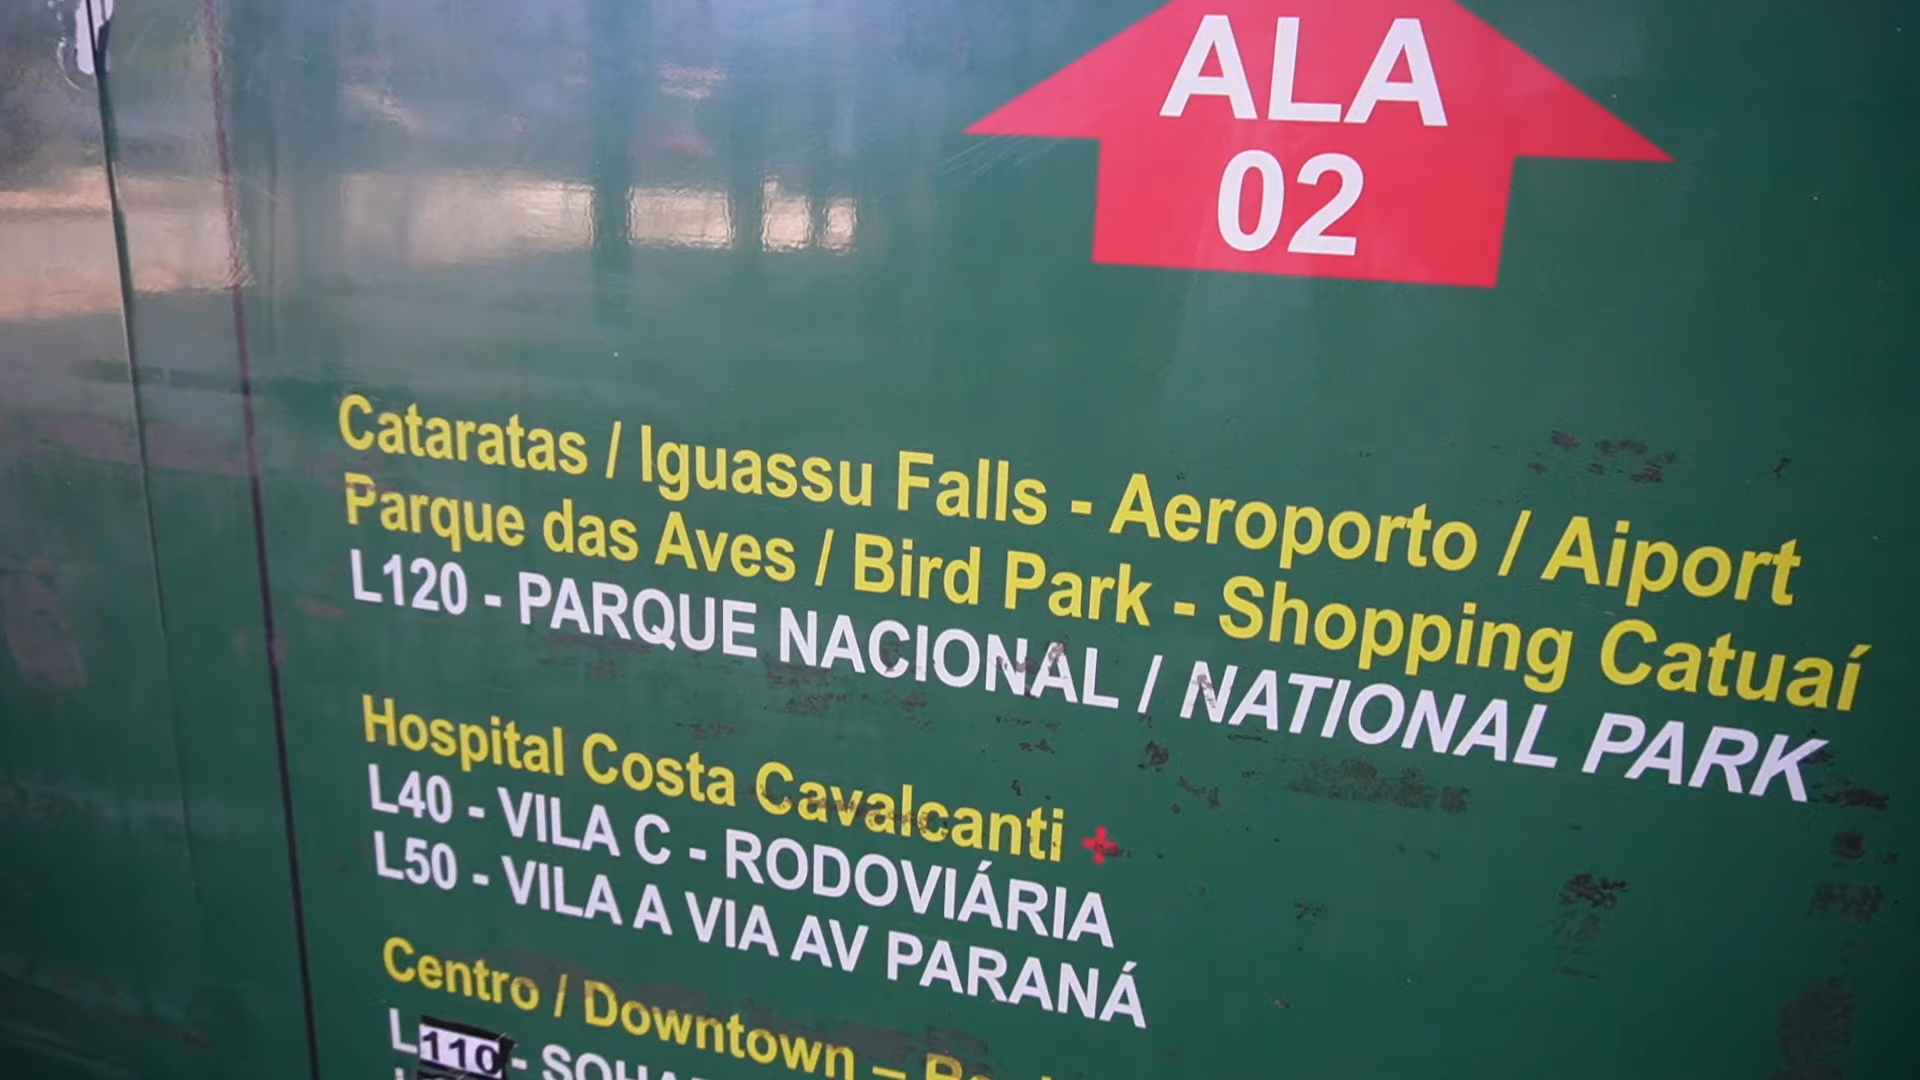 ALA
02
Cataratas / Iguassu Falls - Aeroporto / Aiport
Parque das Aves / Bird Park - Shopping Catuaí
L120 - PARQUE NACIONAL / NATIONAL PARK
Hospital Costa Cavalcanti
L40 - VILA C - RODOVIÁRIA
L50 - VILA A VIA AV PARANÁ
Centro / Downtown –
L110 -